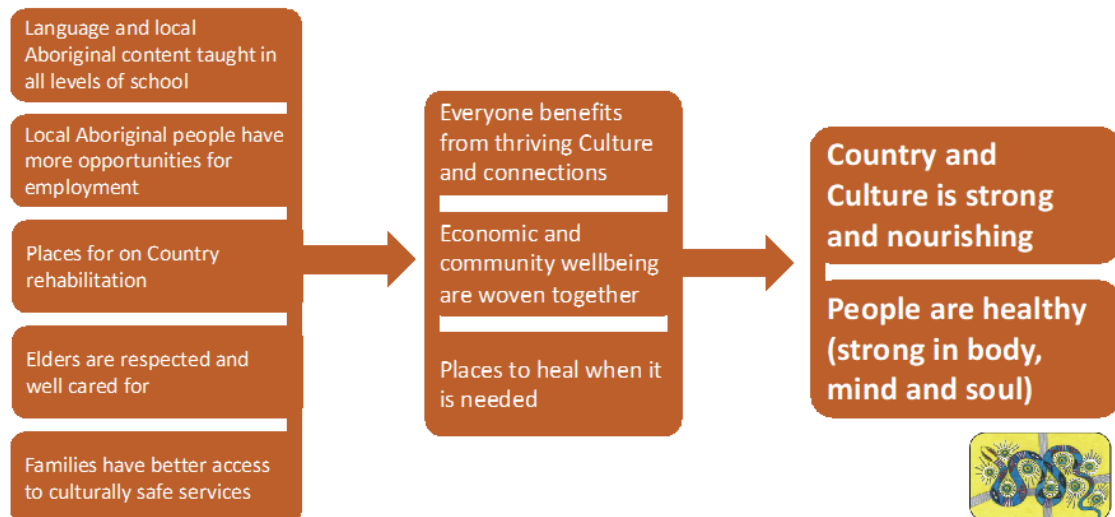 Language and local
Aboriginal content taught in
all levels of school
Local Aboriginal people have
more opportunities for
employment
Places for on Country
rehabilitation
Elders are respected and
well cared for
Families have better access
to culturally safe services
Everyone benefits
from thriving Culture
and connections
Economic and
community wellbeing
are woven together
Places to heal when it
is needed
Country and
Culture is strong
and nourishing
People are healthy
(strong in body,
mind and soul)